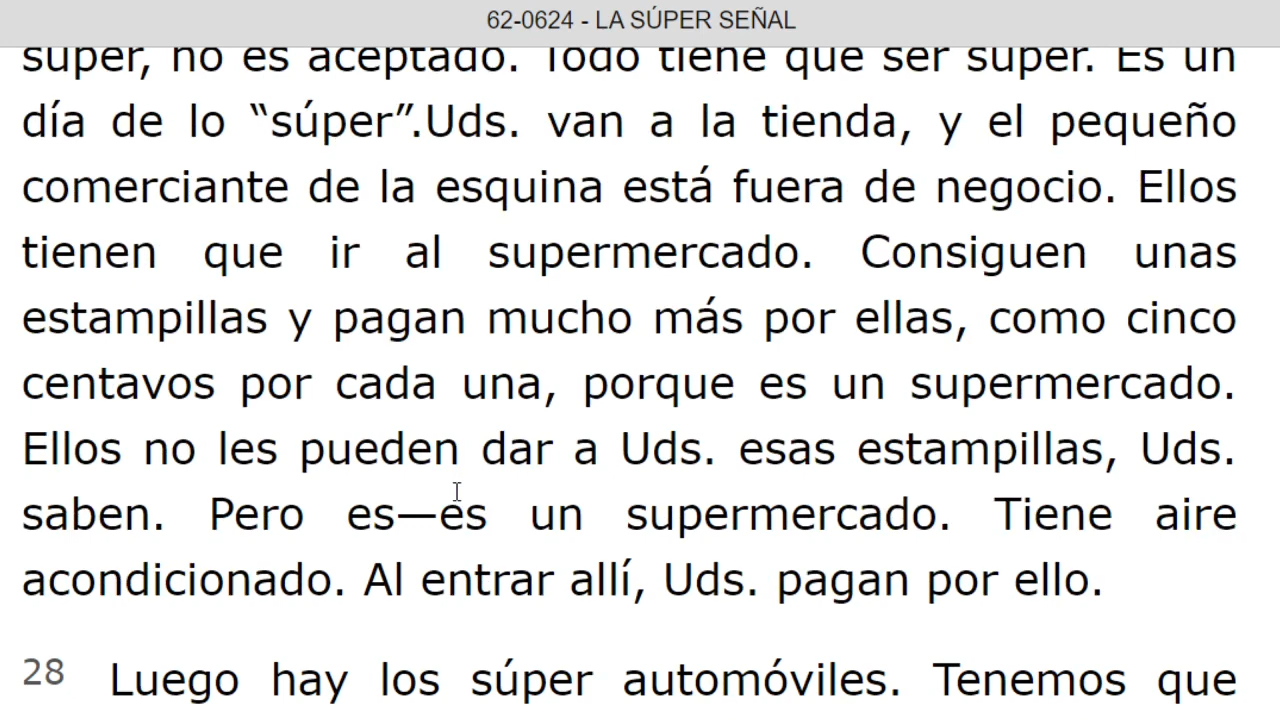 62-0624 - LA SÚPER SEÑAL
súper, no es aceptado. Todo tiene que ser súper. Es un
día de lo “súper”.Uds. van a la tienda, y el pequeño
comerciante de la esquina está fuera de negocio. Ellos
tienen que ir al supermercado. Consiguen unas
estampillas y pagan mucho más por ellas, como cinco
centavos por cada una, porque es un supermercado.
Ellos no les pueden dar a Uds. esas estampillas, Uds.
saben. Pero es—es un supermercado. Tiene aire
acondicionado. Al entrar allí, Uds. pagan por ello.
28 Luego hay los súper automóviles. Tenemos que